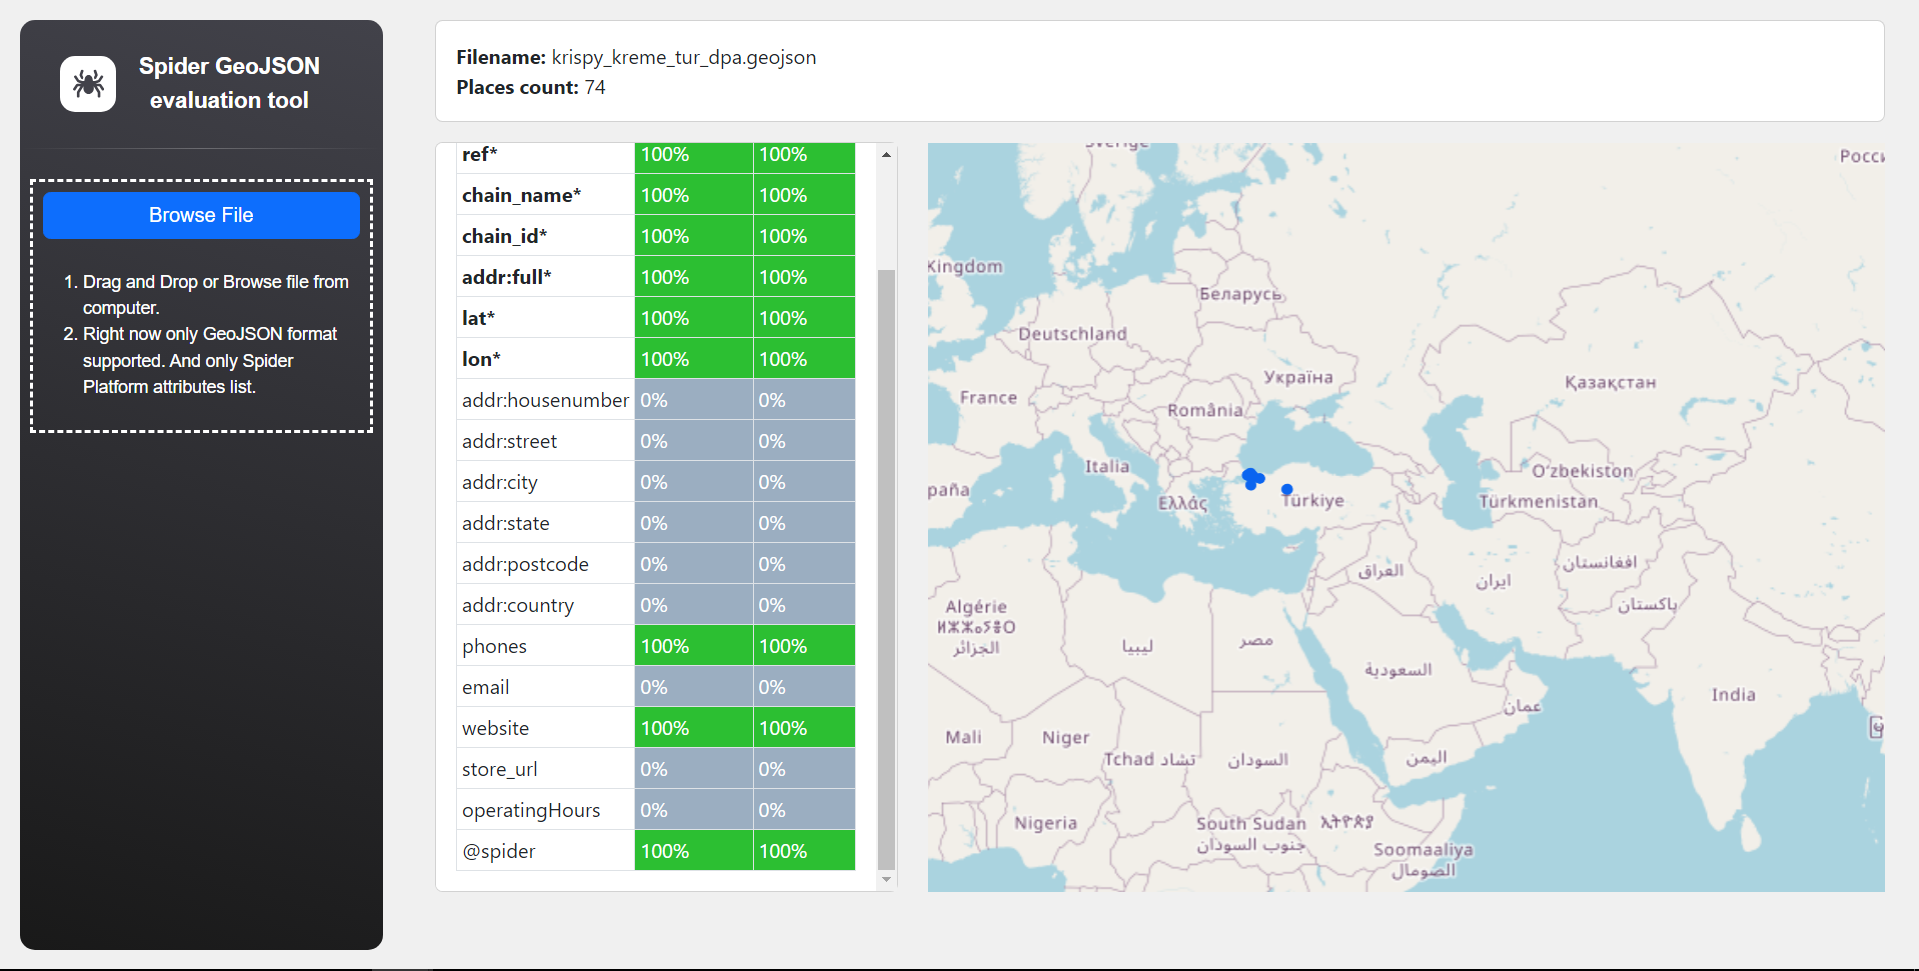 Spider GeoJSON
evaluation tool
Browse File
1. Drag and Drop or Browse file from
computer.
2. Right now only GeoJSON format
supported. And only Spider
Platform attributes list.
Filename: krispy_kreme_tur_dpa.geojson
Places count: 74
ref* 100% 100%
chain_name* 100% 100%
chain_id* 100% 100%
addr:full* 100% 100%
lat* 100% 100%
lon* 100% 100%
addr:housenumber 0% 0%
addr:street 0% 0%
addr:city 0% 0%
addr:state 0% 0%
addr:postcode 0% 0%
addr:country 0% 0%
phones 100% 100%
email 0% 0%
website 100% 100%
store_url 0% 0%
operatingHours 0% 0%
@spider 100% 100%
Sverige
Kingdom
Беларусь
Deutschland
Україна
Қазақстан
France
România
Italia
Oʻzbekiston
Türkmenistan
Ελλάς
Türkiye
العراق
ایران
افغانستان
پاکستان
Algérie
ⵍⵣⵣⴰⵢⴻⵔ
الجزائر
ليبيا
مصر
السعودية
عمان
India
Mali
Niger
Tchad تشاد
السودان
اليمن
Nigeria
South Sudan
جنوب السودان
ኢትዮጵያ
Soomaaliya
الصومال